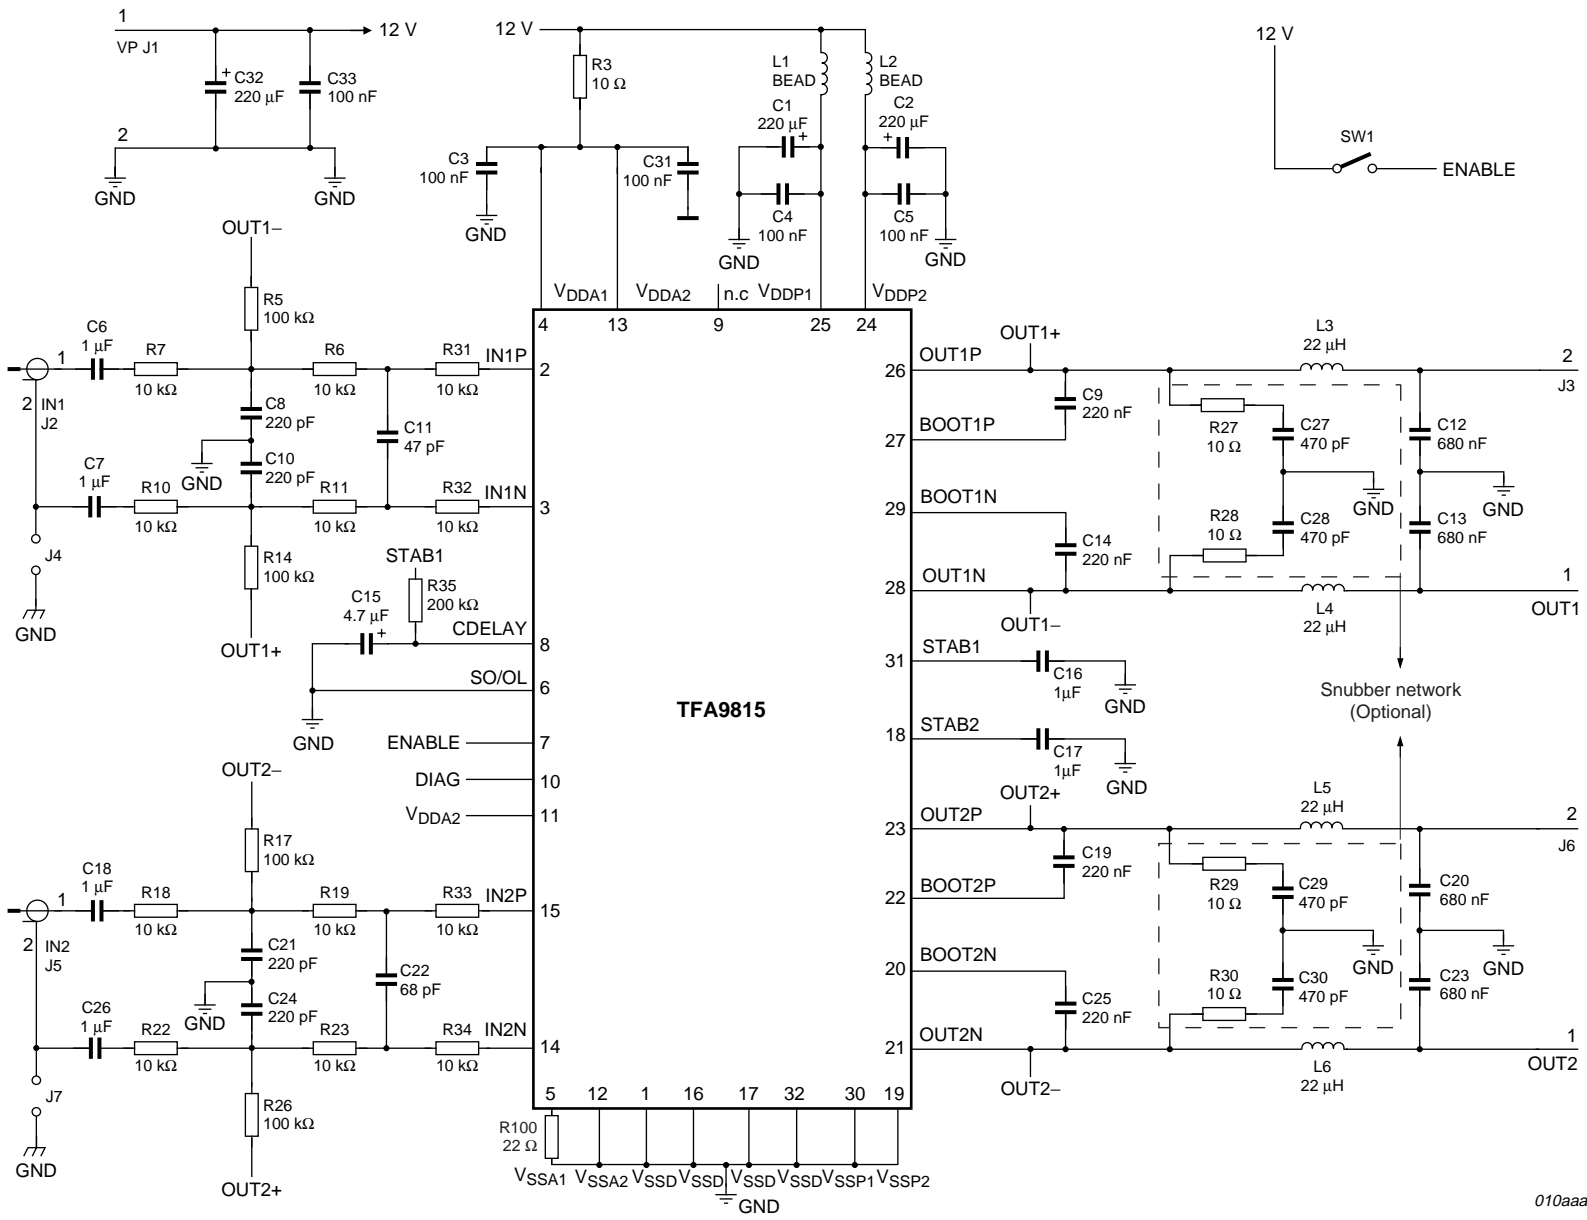 1
VP J1
12 V
C32
220 μF
C33
100 nF
2
GND
GND
12 V
R3
10 Ω
L1
BEAD
L2
BEAD
C1
220 μF
C2
220 μF
C3
100 nF
C31
100 nF
C4
100 nF
C5
100 nF
GND
GND
GND
12 V
SW1
ENABLE
OUT1−
R5
100 kΩ
VDDA1
VDDA2
n.c
VDDP1
VDDP2
4
13
9
25
24
C6
1 μF
R7
10 kΩ
R6
10 kΩ
R31
10 kΩ
IN1P
2
1
2
IN1
J2
C8
220 pF
C11
47 pF
GND
C10
220 pF
C7
1 μF
R10
10 kΩ
R11
10 kΩ
R32
10 kΩ
IN1N
3
J4
GND
R14
100 kΩ
OUT1+
STAB1
R35
200 kΩ
C15
4.7 μF
CDELAY
8
SO/OL
6
GND
ENABLE
7
DIAG
10
VDDA2
11
TFA9815
OUT1P
26
OUT1+
C9
220 nF
BOOT1P
27
BOOT1N
29
C14
220 nF
OUT1N
28
OUT1−
L3
22 μH
2
J3
R27
10 Ω
C27
470 pF
C12
680 nF
GND
GND
R28
10 Ω
C28
470 pF
C13
680 nF
L4
22 μH
1
OUT1
STAB1
31
C16
1μF
GND
STAB2
18
C17
1μF
GND
Snubber network
(Optional)
OUT2−
R17
100 kΩ
C18
1 μF
R18
10 kΩ
R19
10 kΩ
R33
10 kΩ
IN2P
15
1
2
IN2
J5
C21
220 pF
C22
68 pF
GND
C24
220 pF
C26
1 μF
R22
10 kΩ
R23
10 kΩ
R34
10 kΩ
IN2N
14
J7
GND
R26
100 kΩ
OUT2+
OUT2+
OUT2P
23
C19
220 nF
BOOT2P
22
BOOT2N
20
C25
220 nF
OUT2N
21
OUT2−
L5
22 μH
2
J6
R29
10 Ω
C29
470 pF
C20
680 nF
GND
GND
R30
10 Ω
C30
470 pF
C23
680 nF
L6
22 μH
1
OUT2
5
12
1
16
17
32
30
19
R100
22 Ω
VSSA1
VSSA2
VSSD
VSSD
VSSD
VSSD
VSSP1
VSSP2
GND
010aaa